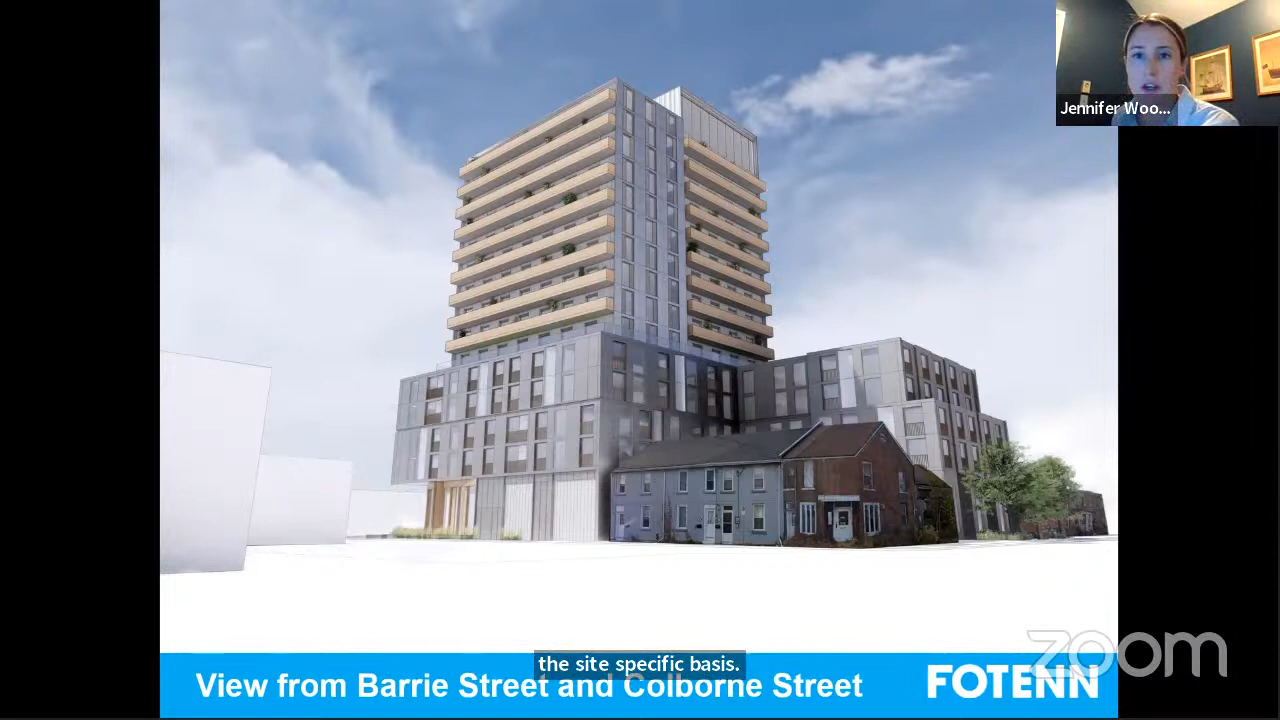 Jennifer Woo...
zoom
the site specific basis.
View from Barrie Street and Colborne Street
FOTENN